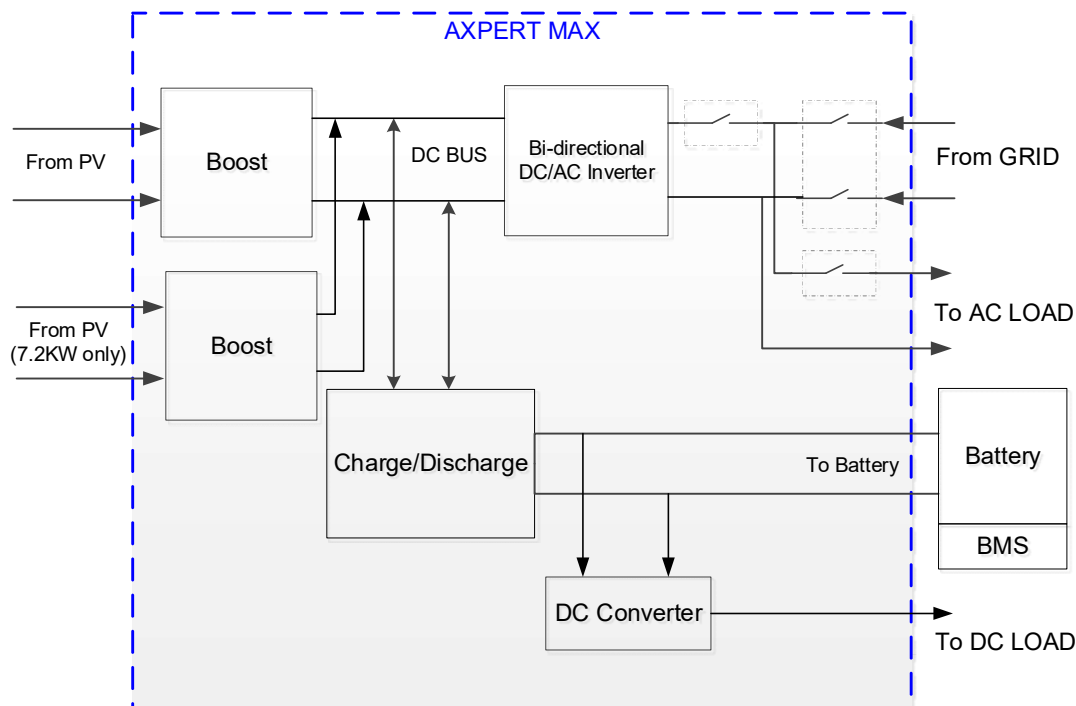 AXPERT MAX
Boost
From PV
DC BUS
Bi-directional
DC/AC Inverter
From GRID
From PV
(7.2KW only)
Boost
To AC LOAD
Charge/Discharge
To Battery
Battery
BMS
DC Converter
To DC LOAD